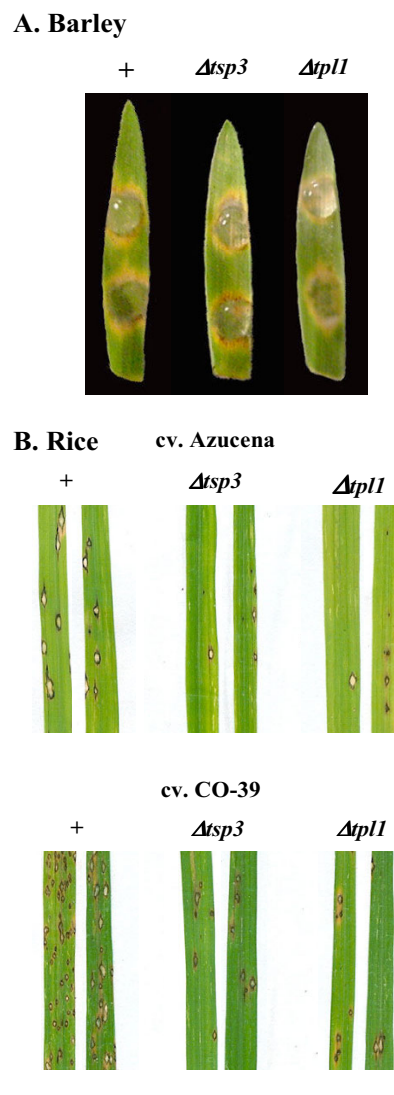 A. Barley
+ Δtsp3 Δtpl1
B. Rice cv. Azucena
+ Δtsp3 Δtpl1
cv. CO-39
+ Δtsp3 Δtpl1